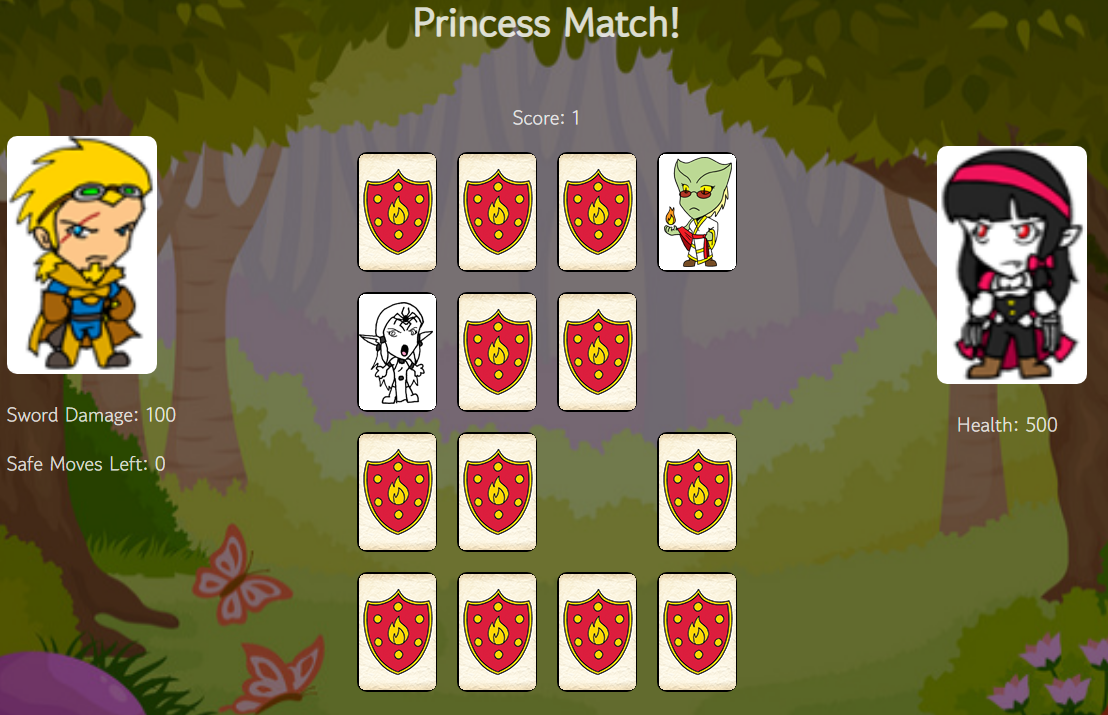 Princess Match!
Score: 1
Sword Damage: 100
Health: 500
Safe Moves Left: 0